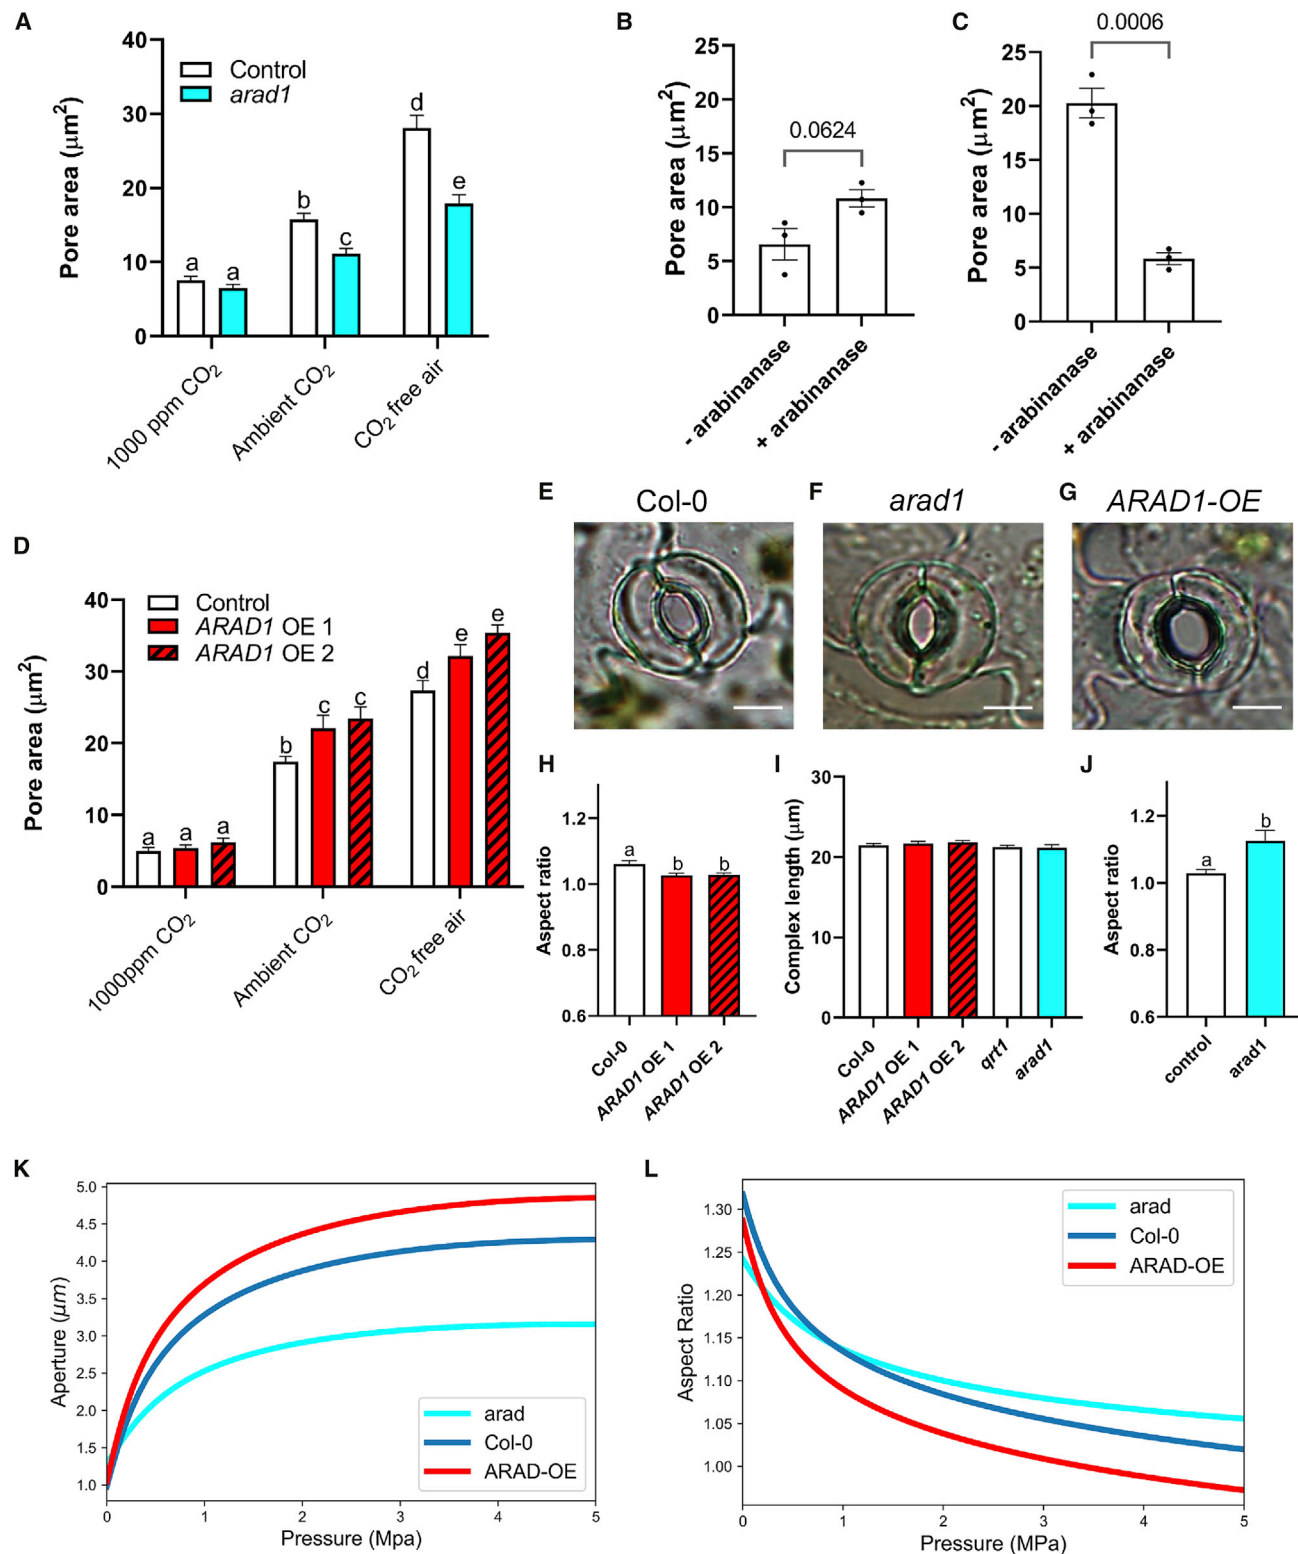 A
Pore area (μm²)
40
30
20
10
0
Control
arad1
a
a
b
c
d
e
1000 ppm CO₂
Ambient CO₂
CO₂ free air
B
Pore area (μm²)
25
20
15
10
5
0
0.0624
- arabinanase
+ arabinanase
C
Pore area (μm²)
25
20
15
10
5
0
0.0006
- arabinanase
+ arabinanase
D
Pore area (μm²)
40
30
20
10
0
Control
ARAD1 OE 1
ARAD1 OE 2
a
a
a
b
c
c
d
e
e
1000ppm CO₂
Ambient CO₂
CO₂ free air
E
Col-0
F
arad1
G
ARAD1-OE
H
Aspect ratio
1.2
1.0
0.8
0.6
a
b
b
Col-0
ARAD1 OE 1
ARAD1 OE 2
I
Complex length (μm)
30
20
10
0
Col-0
ARAD1 OE 1
ARAD1 OE 2
qrt1
arad1
J
Aspect ratio
1.2
1.0
0.8
0.6
a
b
control
arad1
K
Aperture (μm)
5.0
4.5
4.0
3.5
3.0
2.5
2.0
1.5
1.0
0
1
2
3
4
5
Pressure (Mpa)
arad
Col-0
ARAD-OE
L
Aspect Ratio
1.30
1.25
1.20
1.15
1.10
1.05
1.00
0
1
2
3
4
5
Pressure (MPa)
arad
Col-0
ARAD-OE